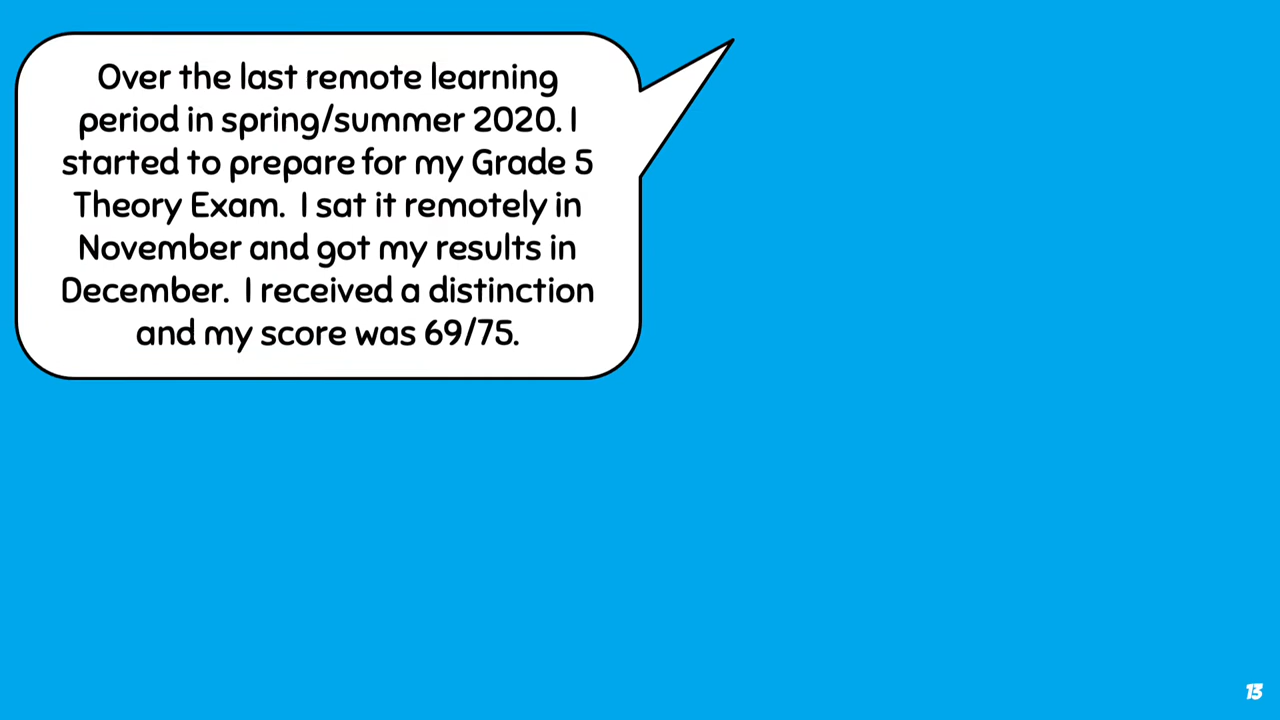 Over the last remote learning
period in spring/summer 2020. I
started to prepare for my Grade 5
Theory Exam.  I sat it remotely in
November and got my results in
December.  I received a distinction
and my score was 69/75.
13